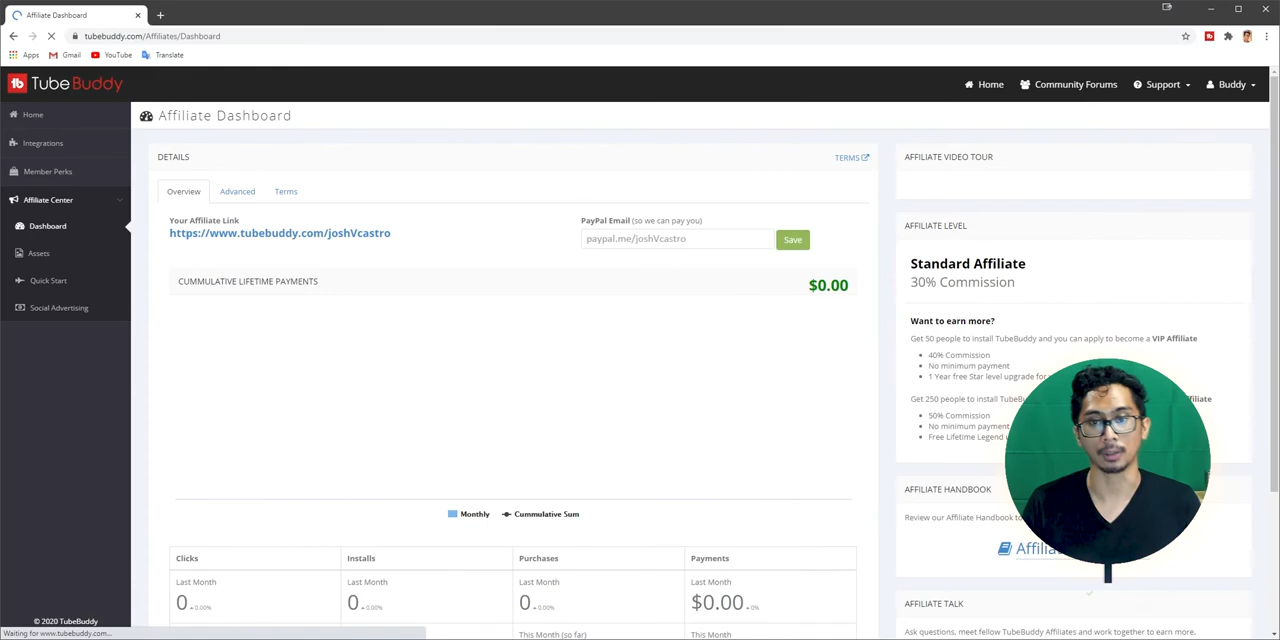 Affiliate Dashboard
tubebuddy.com/Affiliates/Dashboard
Apps
Gmail
YouTube
Translate
tb TubeBuddy
Home
Community Forums
Support
Buddy
Home
Integrations
Member Perks
Affiliate Center
Dashboard
Assets
Quick Start
Social Advertising
© 2020 TubeBuddy
Waiting for www.tubebuddy.com...
Affiliate Dashboard
DETAILS
TERMS
Overview
Advanced
Terms
Your Affiliate Link
https://www.tubebuddy.com/joshVcastro
PayPal Email (so we can pay you)
paypal.me/joshVcastro
Save
CUMMULATIVE LIFETIME PAYMENTS
$0.00
Monthly
Cummulative Sum
Clicks
Installs
Purchases
Payments
Last Month
Last Month
Last Month
Last Month
0 0.00%
0 0.00%
0 0.00%
$0.00 0%
This Month (so far)
This Month
AFFILIATE VIDEO TOUR
AFFILIATE LEVEL
Standard Affiliate
30% Commission
Want to earn more?
Get 50 people to install TubeBuddy and you can apply to become a VIP Affiliate
40% Commission
No minimum payment
1 Year free Star level upgrade for
Get 250 people to install
50% Commission
No minimum payment
Free Lifetime Legend
AFFILIATE HANDBOOK
Review our Affiliate Handbook to
AFFILIATE TALK
Ask questions, meet fellow TubeBuddy Affiliates and work together to earn more.